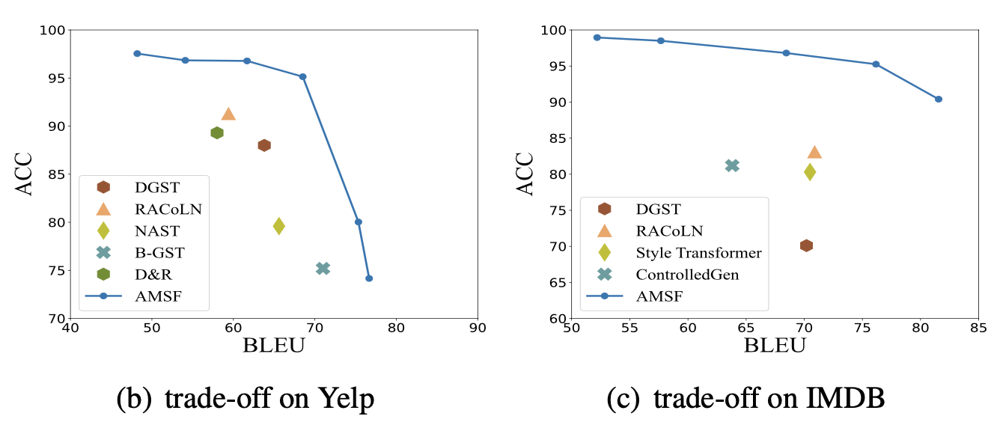 100
95
90
85
80
75
70
ACC
40 50 60 70 80 90
BLEU
DGST
RACoLN
NAST
B-GST
D&R
AMSF
(b) trade-off on Yelp
100
95
90
85
80
75
70
65
60
ACC
50 55 60 65 70 75 80 85
BLEU
DGST
RACoLN
Style Transformer
ControlledGen
AMSF
(c) trade-off on IMDB